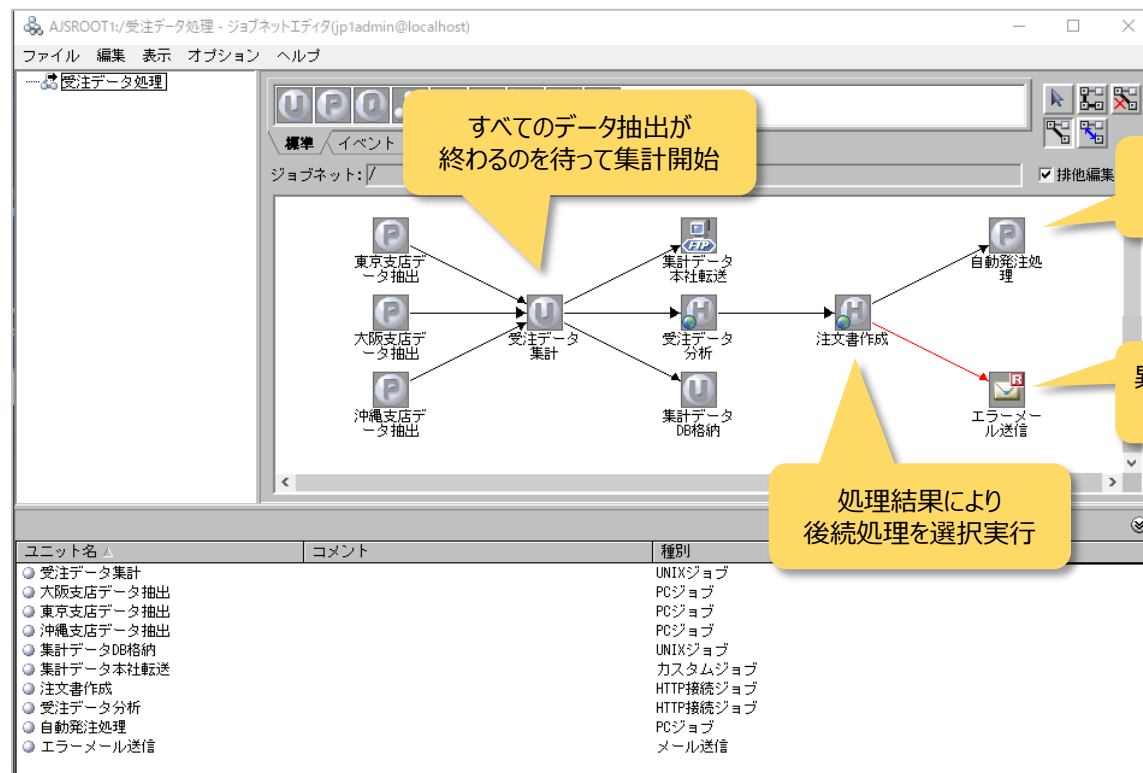 AJSROOT1:/受注データ処理 - ジョブネットエディタ(jp1admin@localhost)
ファイル 編集 表示 オプション ヘルプ
受注データ処理
U P Q
すべてのデータ抽出が
終わるのを待って集計開始
標準 イベント
ジョブネット: /
排他編集
P
東京支店デ
ータ抽出
FTP
集計データ
本社転送
P
自動発注処
理
P
大阪支店デ
ータ抽出
U
受注データ
集計
H
受注データ
分析
H
注文書作成
P
沖縄支店デ
ータ抽出
U
集計データ
DB格納
R
エラーメー
ル送信
処理結果により
後続処理を選択実行
ユニット名 コメント 種別
受注データ集計 UNIXジョブ
大阪支店データ抽出 PCジョブ
東京支店データ抽出 PCジョブ
沖縄支店データ抽出 PCジョブ
集計データDB格納 UNIXジョブ
集計データ本社転送 カスタムジョブ
注文書作成 HTTP接続ジョブ
受注データ分析 HTTP接続ジョブ
自動発注処理 PCジョブ
エラーメール送信 メール送信